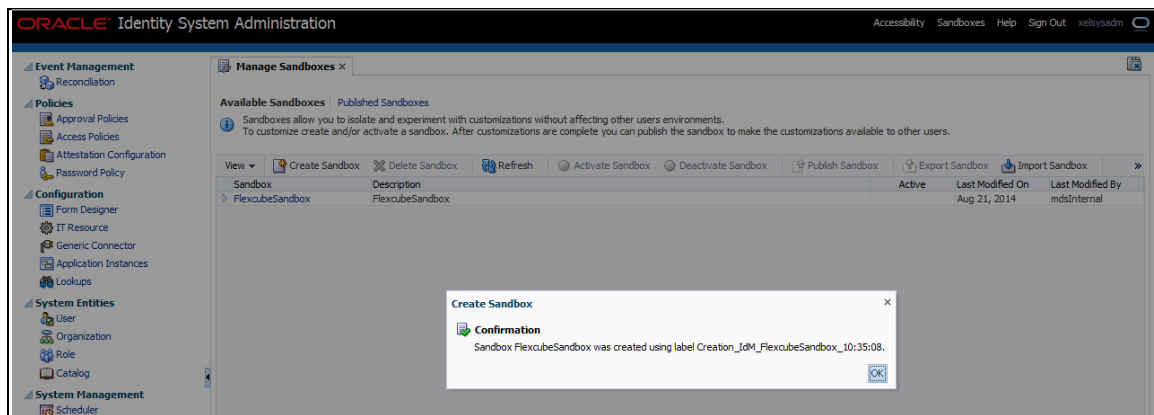 ORACLE® Identity System Administration
Accessibility Sandboxes Help Sign Out xelsysadm
Event Management
Reconciliation
Policies
Approval Policies
Access Policies
Attestation Configuration
Password Policy
Configuration
Form Designer
IT Resource
Generic Connector
Application Instances
Lookups
System Entities
User
Organization
Role
Catalog
System Management
Scheduler
Manage Sandboxes ×
Available Sandboxes Published Sandboxes
Sandboxes allow you to isolate and experiment with customizations without affecting other users environments.
To customize create and/or activate a sandbox. After customizations are complete you can publish the sandbox to make the customizations available to other users.
View Create Sandbox Delete Sandbox Refresh Activate Sandbox Deactivate Sandbox Publish Sandbox Export Sandbox Import Sandbox »
Sandbox Description Active Last Modified On Last Modified By
FlexcubeSandbox FlexcubeSandbox Aug 21, 2014 mdsInternal
Create Sandbox ×
Confirmation
Sandbox FlexcubeSandbox was created using label Creation_IdM_FlexcubeSandbox_10:35:08.
OK